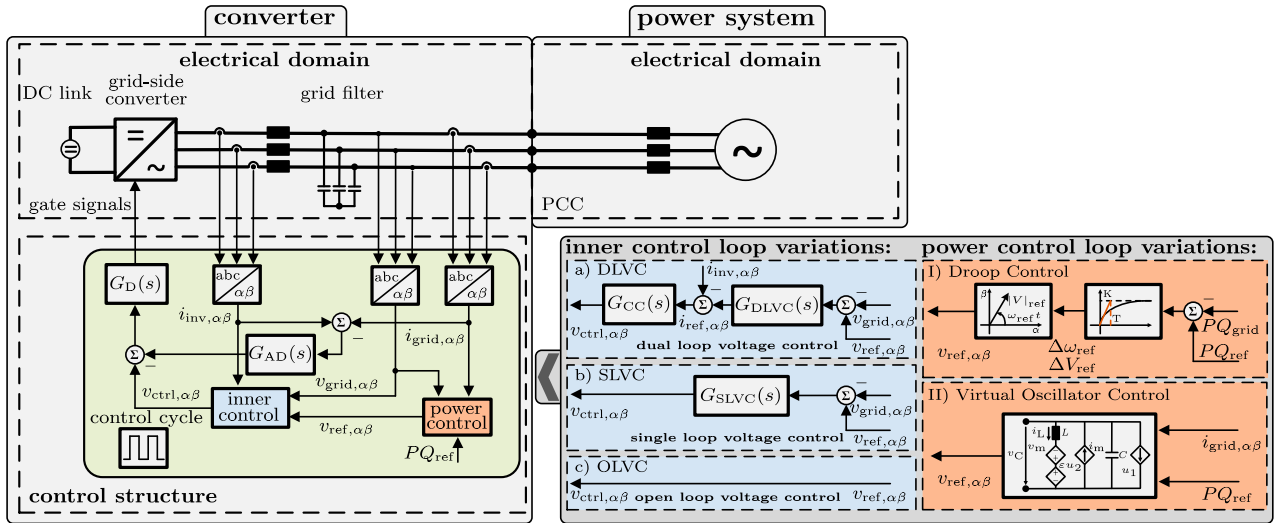 converter
power system
electrical domain
electrical domain
DC link
grid-side
converter
grid filter
=
~
~
gate signals
PCC
G_D(s)
abc
αβ
abc
αβ
abc
αβ
i_inv,αβ
Σ
−
i_grid,αβ
Σ
−
G_AD(s)
v_ctrl,αβ
v_grid,αβ
inner
control
power
control
v_ref,αβ
control cycle
PQ_ref
control structure
inner control loop variations:
a) DLVC
i_inv,αβ
G_CC(s)
−
Σ
G_DLVC(s)
Σ
−
v_ctrl,αβ
i_ref,αβ
v_grid,αβ
dual loop voltage control
v_ref,αβ
b) SLVC
G_SLVC(s)
Σ
−
v_ctrl,αβ
v_grid,αβ
single loop voltage control
v_ref,αβ
c) OLVC
v_ctrl,αβ
open loop voltage control
v_ref,αβ
power control loop variations:
I) Droop Control
β
|V|_ref
ω_ref t
α
K
T
Σ
−
PQ_grid
v_ref,αβ
Δω_ref
ΔV_ref
PQ_ref
II) Virtual Oscillator Control
i_L
L
v_m
i_m
v_C
εu_2
C
u_1
i_grid,αβ
v_ref,αβ
PQ_ref